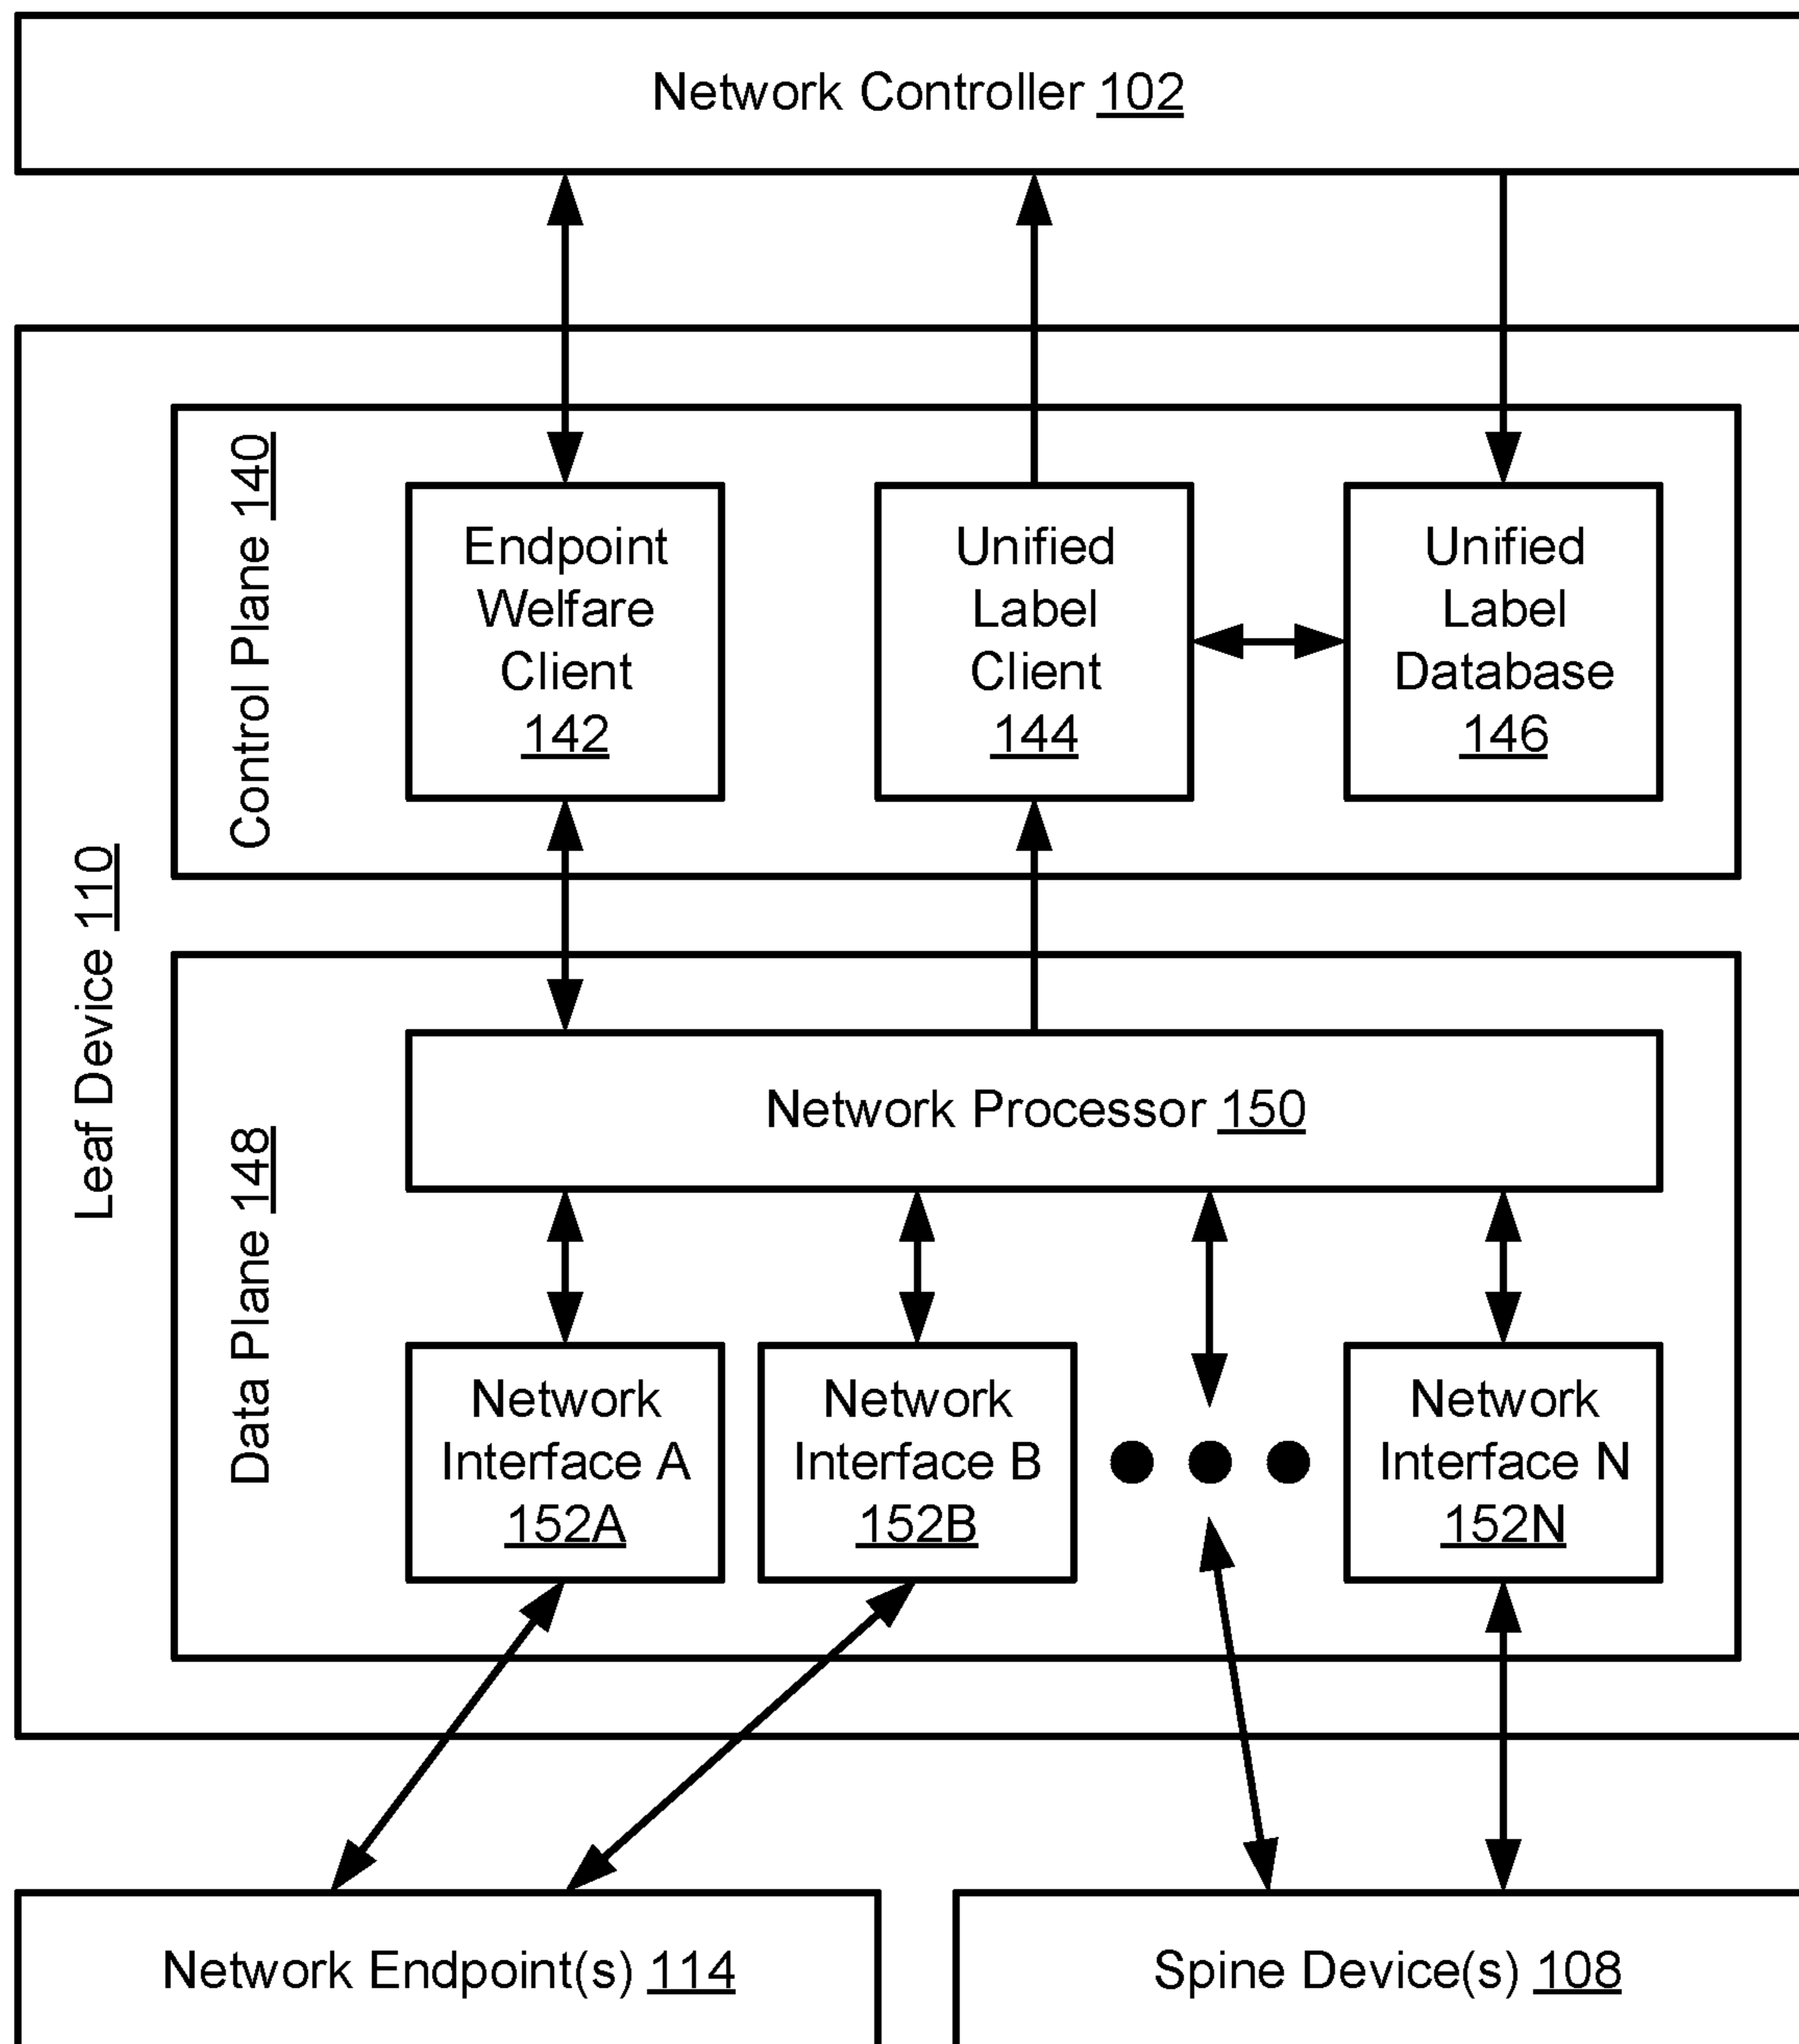 Network Controller 102
Leaf Device 110
Control Plane 140
Endpoint
Welfare
Client
142
Unified
Label
Client
144
Unified
Label
Database
146
Data Plane 148
Network Processor 150
Network
Interface A
152A
Network
Interface B
152B
Network
Interface N
152N
Network Endpoint(s) 114
Spine Device(s) 108